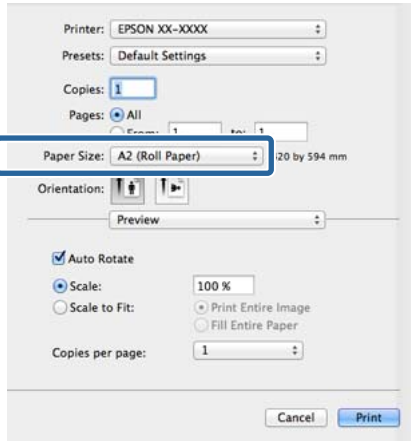 Printer: EPSON XX-XXXX
Presets: Default Settings
Copies: 1
Pages: All
From: 1 to: 1
Paper Size: A2 (Roll Paper) 20 by 594 mm
Orientation:
Preview
Auto Rotate
Scale: 100 %
Scale to Fit: Print Entire Image
Fill Entire Paper
Copies per page: 1
Cancel Print